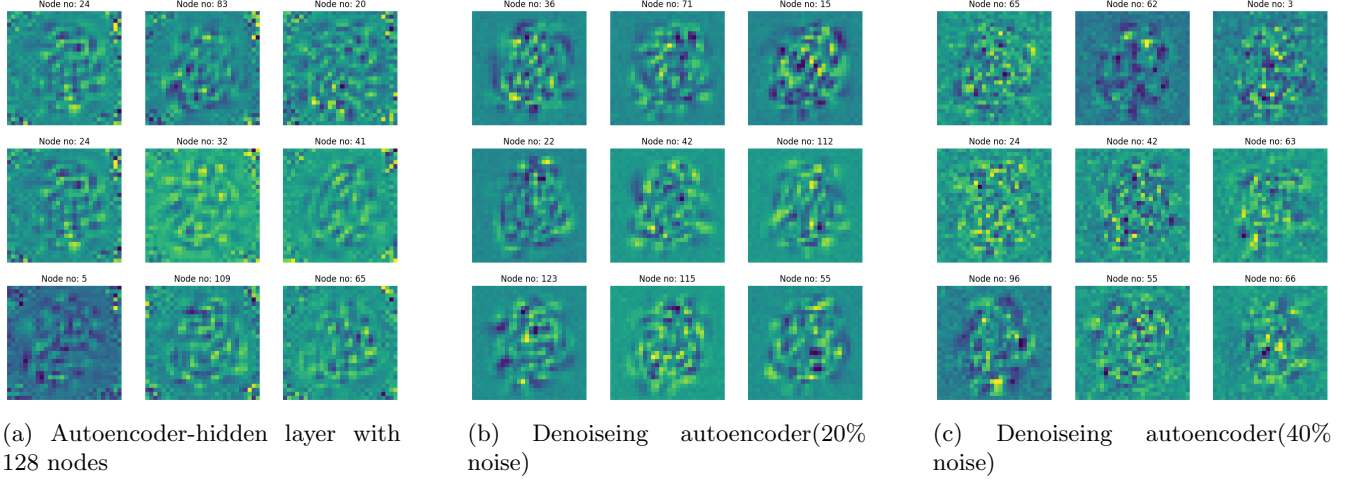 Node no: 24
Node no: 83
Node no: 20
Node no: 36
Node no: 71
Node no: 15
Node no: 65
Node no: 62
Node no: 3
Node no: 24
Node no: 32
Node no: 41
Node no: 22
Node no: 42
Node no: 112
Node no: 24
Node no: 42
Node no: 63
Node no: 5
Node no: 109
Node no: 65
Node no: 123
Node no: 115
Node no: 55
Node no: 96
Node no: 55
Node no: 66
(a) Autoencoder-hidden layer with
128 nodes
(b) Denoiseing autoencoder(20%
noise)
(c) Denoiseing autoencoder(40%
noise)